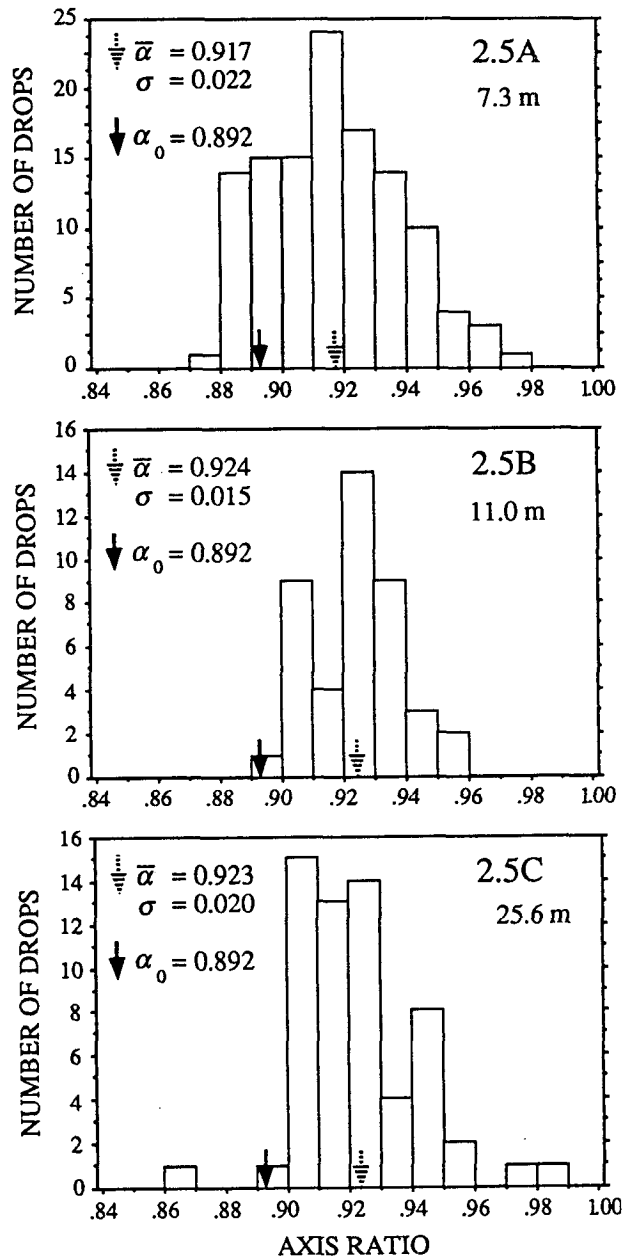 NUMBER OF DROPS
25
20
15
10
5
0
ᾱ = 0.917
σ = 0.022
α₀ = 0.892
2.5A
7.3 m
.84 .86 .88 .90 .92 .94 .96 .98 1.00
NUMBER OF DROPS
16
14
12
10
8
6
4
2
0
ᾱ = 0.924
σ = 0.015
α₀ = 0.892
2.5B
11.0 m
.84 .86 .88 .90 .92 .94 .96 .98 1.00
NUMBER OF DROPS
16
14
12
10
8
6
4
2
0
ᾱ = 0.923
σ = 0.020
α₀ = 0.892
2.5C
25.6 m
.84 .86 .88 .90 .92 .94 .96 .98 1.00
AXIS RATIO